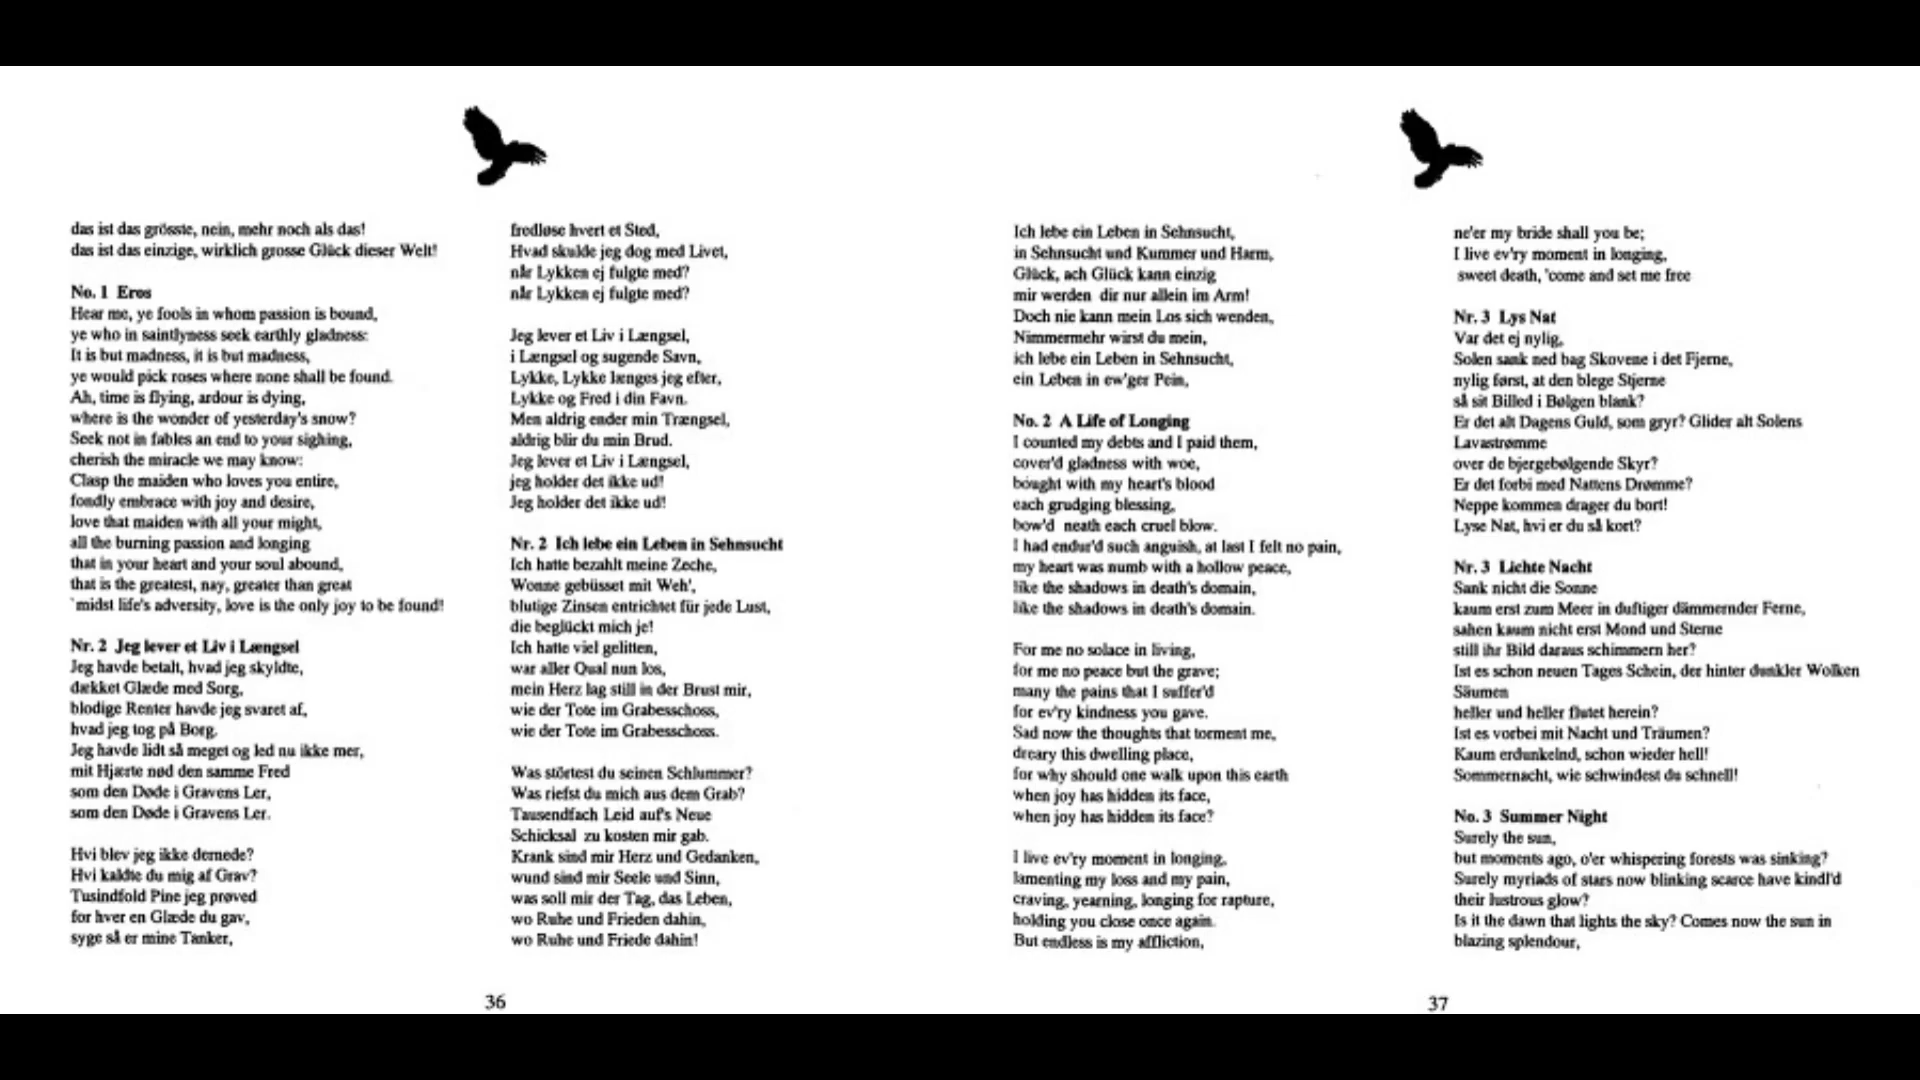 das ist das grösste, nein, mehr noch als das!
das ist das einzige, wirklich grosse Glück dieser Welt!
No. 1 Eros
Hear me, ye fools in whom passion is bound,
ye who in saintlyness seek earthly gladness:
It is but madness, it is but madness,
ye would pick roses where none shall be found.
Ah, time is flying, ardour is dying,
where is the wonder of yesterday's snow?
Seek not in fables an end to your sighing,
cherish the miracle we may know:
Clasp the maiden who loves you entire,
fondly embrace with joy and desire,
love that maiden with all your might,
all the burning passion and longing
that in your heart and your soul abound,
that is the greatest, nay, greater than great
`midst life's adversity, love is the only joy to be found!
Nr. 2 Jeg lever et Liv i Længsel
Jeg havde betalt, hvad jeg skyldte,
dækket Glæde med Sorg,
blodige Renter havde jeg svaret af,
hvad jeg tog på Borg.
Jeg havde lidt så meget og led nu ikke mer,
mit Hjærte nød den samme Fred
som den Døde i Gravens Ler,
som den Døde i Gravens Ler.
Hvi blev jeg ikke dernede?
Hvi kaldte du mig af Grav?
Tusindfold Pine jeg prøved
for hver en Glæde du gav,
syge så er mine Tanker,
fredløse hvert et Sted,
Hvad skulde jeg dog med Livet,
når Lykken ej fulgte med?
når Lykken ej fulgte med?
Jeg lever et Liv i Længsel,
i Længsel og sugende Savn,
Lykke, Lykke længes jeg efter,
Lykke og Fred i din Favn.
Men aldrig ender min Trængsel,
aldrig blir du min Brud.
Jeg lever et Liv i Længsel,
jeg holder det ikke ud!
Jeg holder det ikke ud!
Nr. 2 Ich lebe ein Leben in Sehnsucht
Ich hatte bezahlt meine Zeche,
Wonne gebüsset mit Weh',
blutige Zinsen entrichtet für jede Lust,
die beglückt mich je!
Ich hatte viel gelitten,
war aller Qual nun los,
mein Herz lag still in der Brust mir,
wie der Tote im Grabesschoss,
wie der Tote im Grabesschoss.
Was störtest du seinen Schlummer?
Was riefst du mich aus dem Grab?
Tausendfach Leid auf's Neue
Schicksal zu kosten mir gab.
Krank sind mir Herz und Gedanken,
wund sind mir Seele und Sinn,
was soll mir der Tag, das Leben,
wo Ruhe und Frieden dahin,
wo Ruhe und Friede dahin!
36
Ich lebe ein Leben in Sehnsucht,
in Sehnsucht und Kummer und Harm,
Glück, ach Glück kann einzig
mir werden dir nur allein im Arm!
Doch nie kann mein Los sich wenden,
Nimmermehr wirst du mein,
ich lebe ein Leben in Sehnsucht,
ein Leben in ew'ger Pein,
No. 2 A Life of Longing
I counted my debts and I paid them,
cover'd gladness with woe,
bought with my heart's blood
each grudging blessing,
bow'd neath each cruel blow.
I had endur'd such anguish, at last I felt no pain,
my heart was numb with a hollow peace,
like the shadows in death's domain,
like the shadows in death's domain.
For me no solace in living,
for me no peace but the grave;
many the pains that I suffer'd
for ev'ry kindness you gave.
Sad now the thoughts that torment me,
dreary this dwelling place,
for why should one walk upon this earth
when joy has hidden its face,
when joy has hidden its face?
I live ev'ry moment in longing,
lamenting my loss and my pain,
craving, yearning, longing for rapture,
holding you close once again.
But endless is my affliction,
ne'er my bride shall you be;
I live ev'ry moment in longing,
sweet death, 'come and set me free
Nr. 3 Lys Nat
Var det ej nylig,
Solen sank ned bag Skovene i det Fjerne,
nylig først, at den blege Stjerne
så sit Billed i Bølgen blank?
Er det alt Dagens Guld, som gryr? Glider alt Solens
Lavastrømme
over de bjergebølgende Skyr?
Er det forbi med Nattens Drømme?
Neppe kommen drager du bort!
Lyse Nat, hvi er du så kort?
Nr. 3 Lichte Nacht
Sank nicht die Sonne
kaum erst zum Meer in duftiger dämmernder Ferne,
sahen kaum nicht erst Mond und Sterne
still ihr Bild daraus schimmern her?
Ist es schon neuen Tages Schein, der hinter dunkler Wolken
Säumen
heller und heller flutet herein?
Ist es vorbei mit Nacht und Träumen?
Kaum erdunkelnd, schon wieder hell!
Sommernacht, wie schwindest du schnell!
No. 3 Summer Night
Surely the sun,
but moments ago, o'er whispering forests was sinking?
Surely myriads of stars now blinking scarce have kindl'd
their lustrous glow?
Is it the dawn that lights the sky? Comes now the sun in
blazing splendour,
37